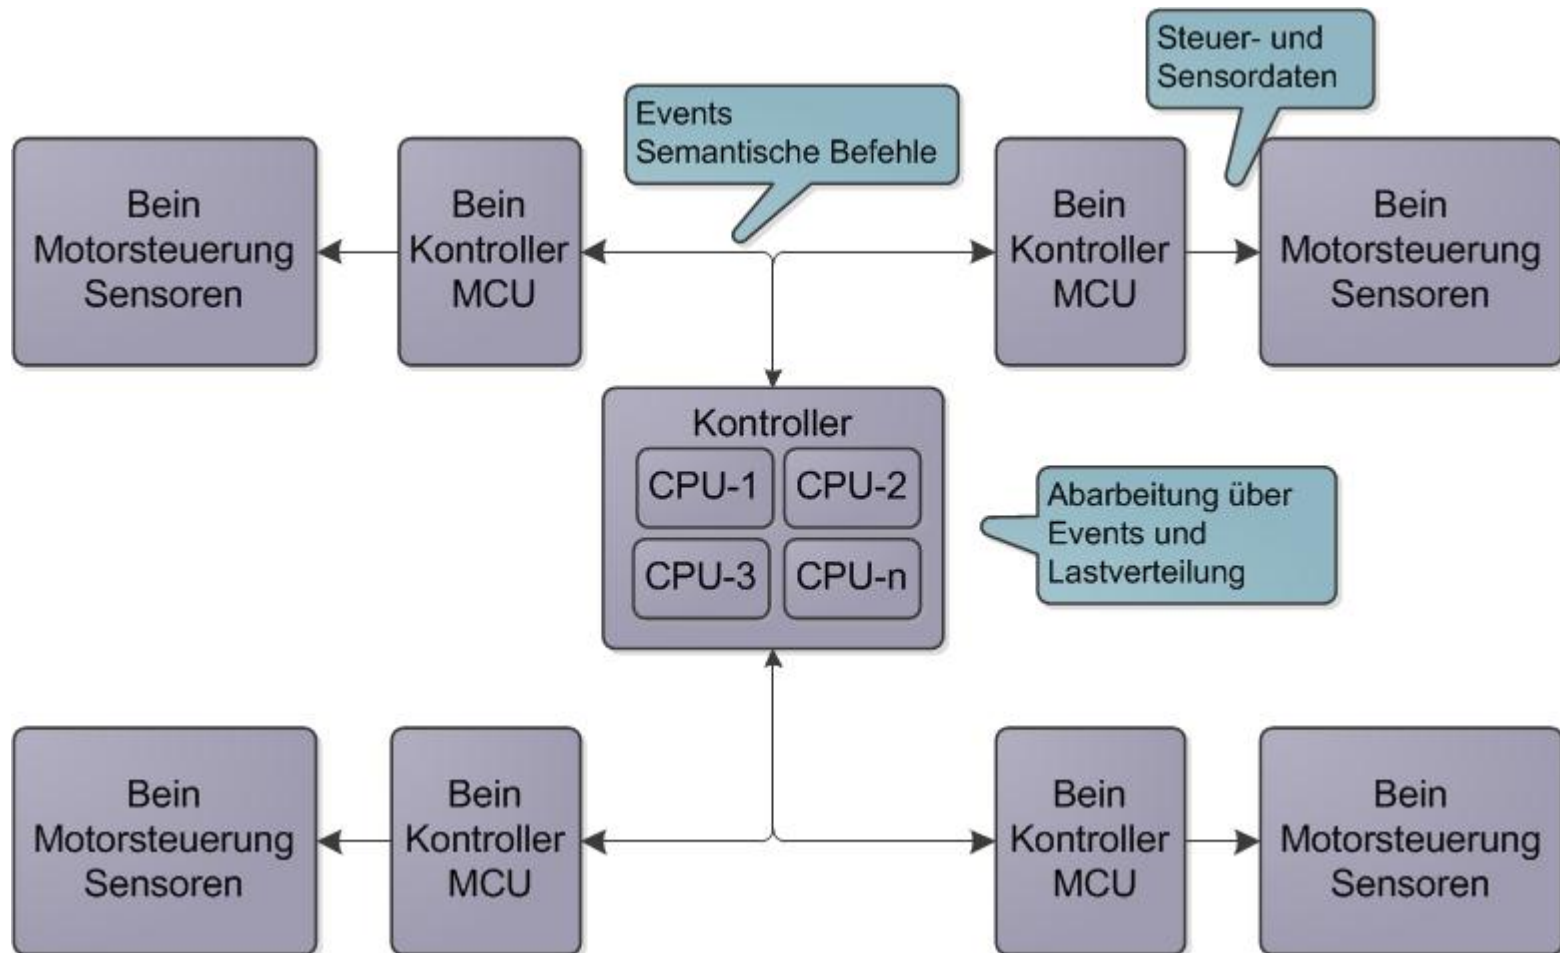 Steuer- und
Sensordaten
Events
Semantische Befehle
Bein
Motorsteuerung
Sensoren
Bein
Kontroller
MCU
Bein
Kontroller
MCU
Bein
Motorsteuerung
Sensoren
Kontroller
CPU-1
CPU-2
CPU-3
CPU-n
Abarbeitung über
Events und
Lastverteilung
Bein
Motorsteuerung
Sensoren
Bein
Kontroller
MCU
Bein
Kontroller
MCU
Bein
Motorsteuerung
Sensoren